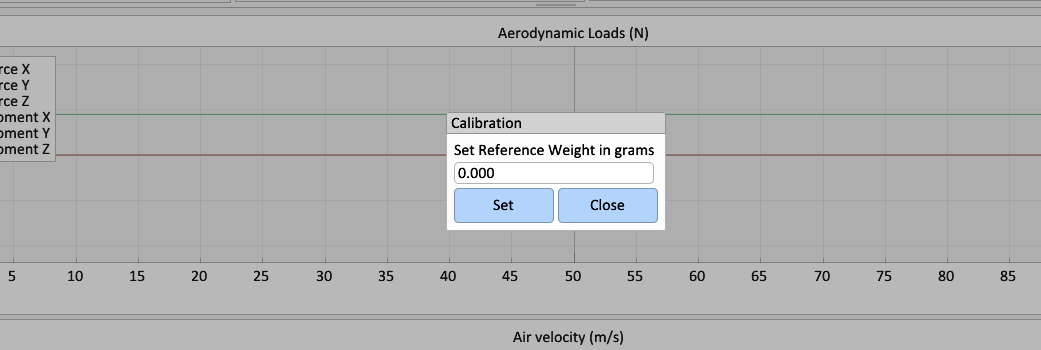 Aerodynamic Loads (N)
rce X
rce Y
rce Z
oment X
oment Y
oment Z
Calibration
Set Reference Weight in grams
0.000
Set
Close
5 10 15 20 25 30 35 40 45 50 55 60 65 70 75 80 85
Air velocity (m/s)